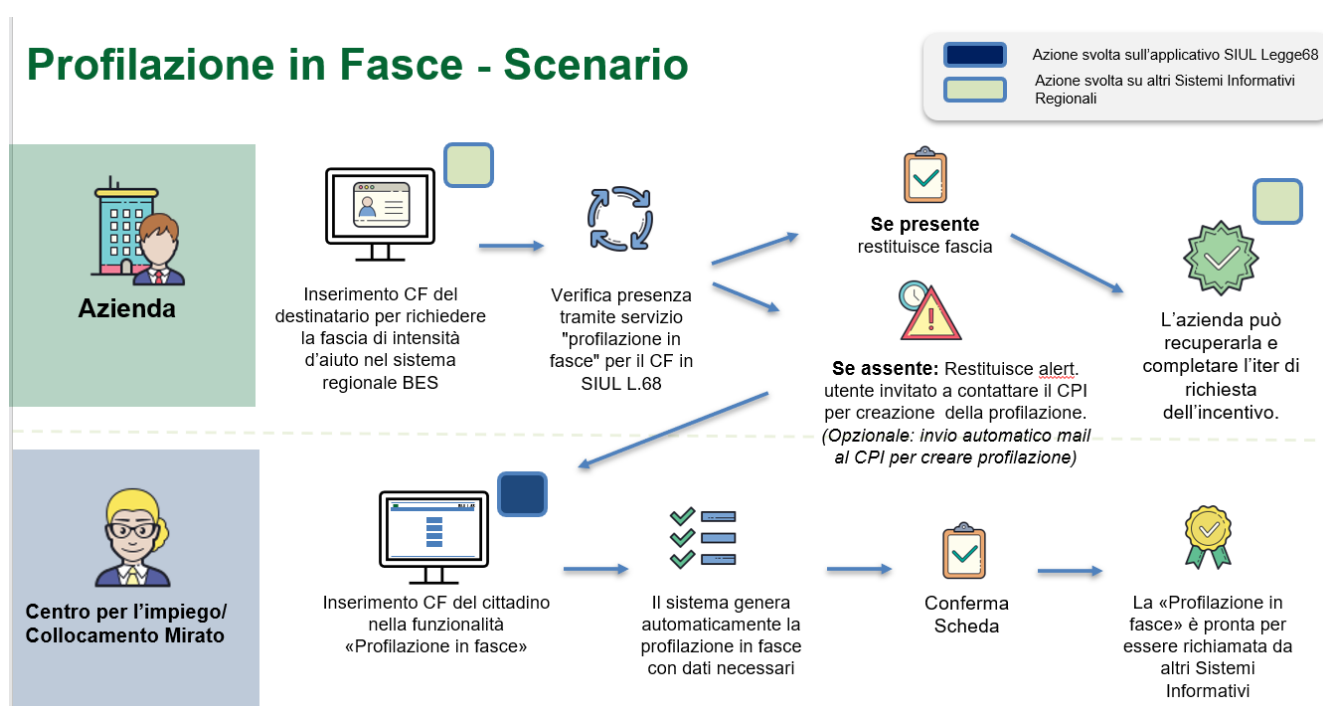 Profilazione in Fasce - Scenario
Azione svolta sull'applicativo SIUL Legge68
Azione svolta su altri Sistemi Informativi
Regionali
Azienda
Inserimento CF del
destinatario per richiedere
la fascia di intensità
d'aiuto nel sistema
regionale BES
Verifica presenza
tramite servizio
"profilazione in
fasce" per il CF in
SIUL L.68
Se presente
restituisce fascia
Se assente: Restituisce alert.
utente invitato a contattare il CPI
per creazione della profilazione.
(Opzionale: invio automatico mail
al CPI per creare profilazione)
L'azienda può
recuperarla e
completare l'iter di
richiesta
dell'incentivo.
Centro per l'impiego/
Collocamento Mirato
Inserimento CF del cittadino
nella funzionalità
«Profilazione in fasce»
Il sistema genera
automaticamente la
profilazione in fasce
con dati necessari
Conferma
Scheda
La «Profilazione in
fasce» è pronta per
essere richiamata da
altri Sistemi
Informativi